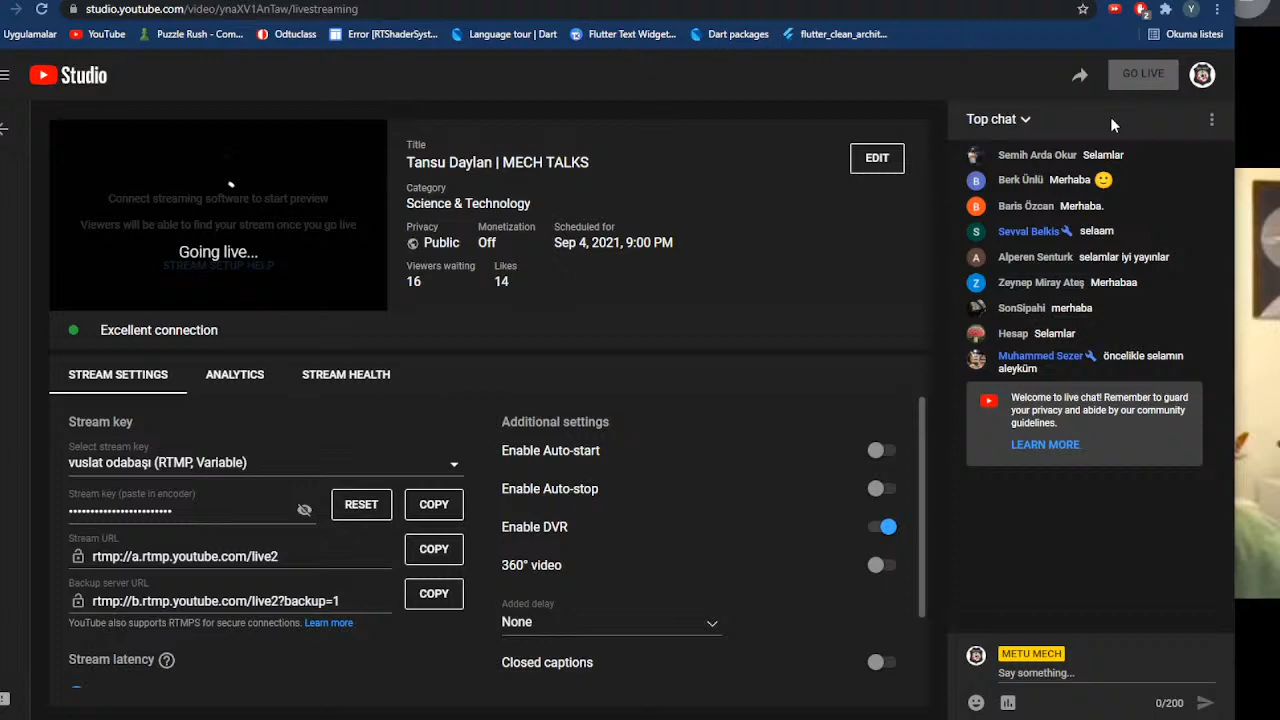 studio.youtube.com/video/ynaXV1AnTaw/livestreaming
2
Y
Uygulamalar
YouTube
Puzzle Rush - Com...
Odtuclass
Error [RTShaderSyst...
Language tour | Dart
Flutter Text Widget...
Dart packages
flutter_clean_archit...
Okuma listesi
Studio
GO LIVE
Connect streaming software to start preview
Viewers will be able to find your stream once you go live
Going live...
STREAM SETUP HELP
Title
Tansu Daylan | MECH TALKS
EDIT
Category
Science & Technology
Privacy Monetization Scheduled for
Public Off Sep 4, 2021, 9:00 PM
Viewers waiting Likes
16 14
Excellent connection
STREAM SETTINGS ANALYTICS STREAM HEALTH
Stream key
Select stream key
vuslat odabaşı (RTMP, Variable)
Stream key (paste in encoder)
RESET COPY
Stream URL
rtmp://a.rtmp.youtube.com/live2
COPY
Backup server URL
rtmp://b.rtmp.youtube.com/live2?backup=1
COPY
YouTube also supports RTMPS for secure connections. Learn more
Stream latency ?
Additional settings
Enable Auto-start
Enable Auto-stop
Enable DVR
360° video
Added delay
None
Closed captions
Top chat
Semih Arda Okur Selamlar
B Berk Ünlü Merhaba 🙂
B Baris Özcan Merhaba.
S Sevval Belkis selaam
A Alperen Senturk selamlar iyi yayınlar
Z Zeynep Miray Ateş Merhabaa
SonSipahi merhaba
Hesap Selamlar
Muhammed Sezer öncelikle selamın
aleyküm
Welcome to live chat! Remember to guard
your privacy and abide by our community
guidelines.
LEARN MORE
METU MECH
Say something...
0/200